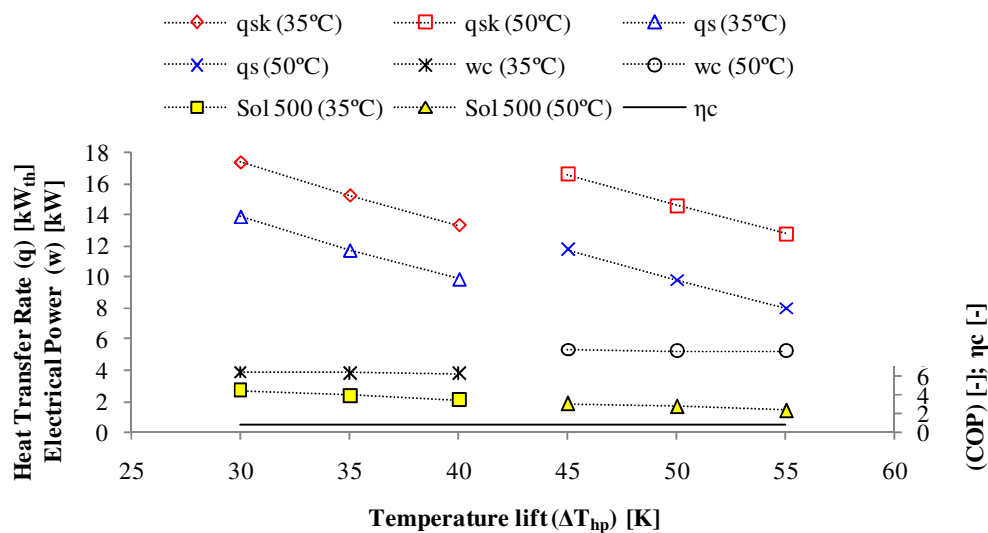 qsk (35ºC) qsk (50ºC) qs (35ºC)
qs (50ºC) wc (35ºC) wc (50ºC)
Sol 500 (35ºC) Sol 500 (50ºC) ηc
Heat Transfer Rate (q) [kWth]
Electrical Power (w) [kW]
18
16
14
12
10
8
6
4
2
0
6
4
2
0
(COP) [-]; ηc [-]
25 30 35 40 45 50 55 60
Temperature lift (ΔThp) [K]